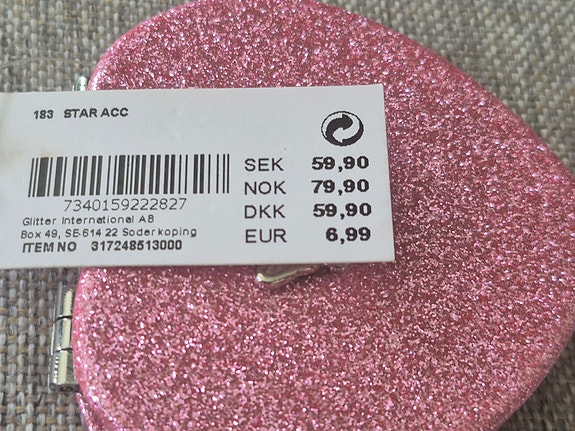 183 STAR ACC
SEK 59,90
NOK 79,90
DKK 59,90
EUR 6,99
7340159222827
Glitter International AB
Box 49, SE-614 22 Soderkoping
ITEM NO 317248513000